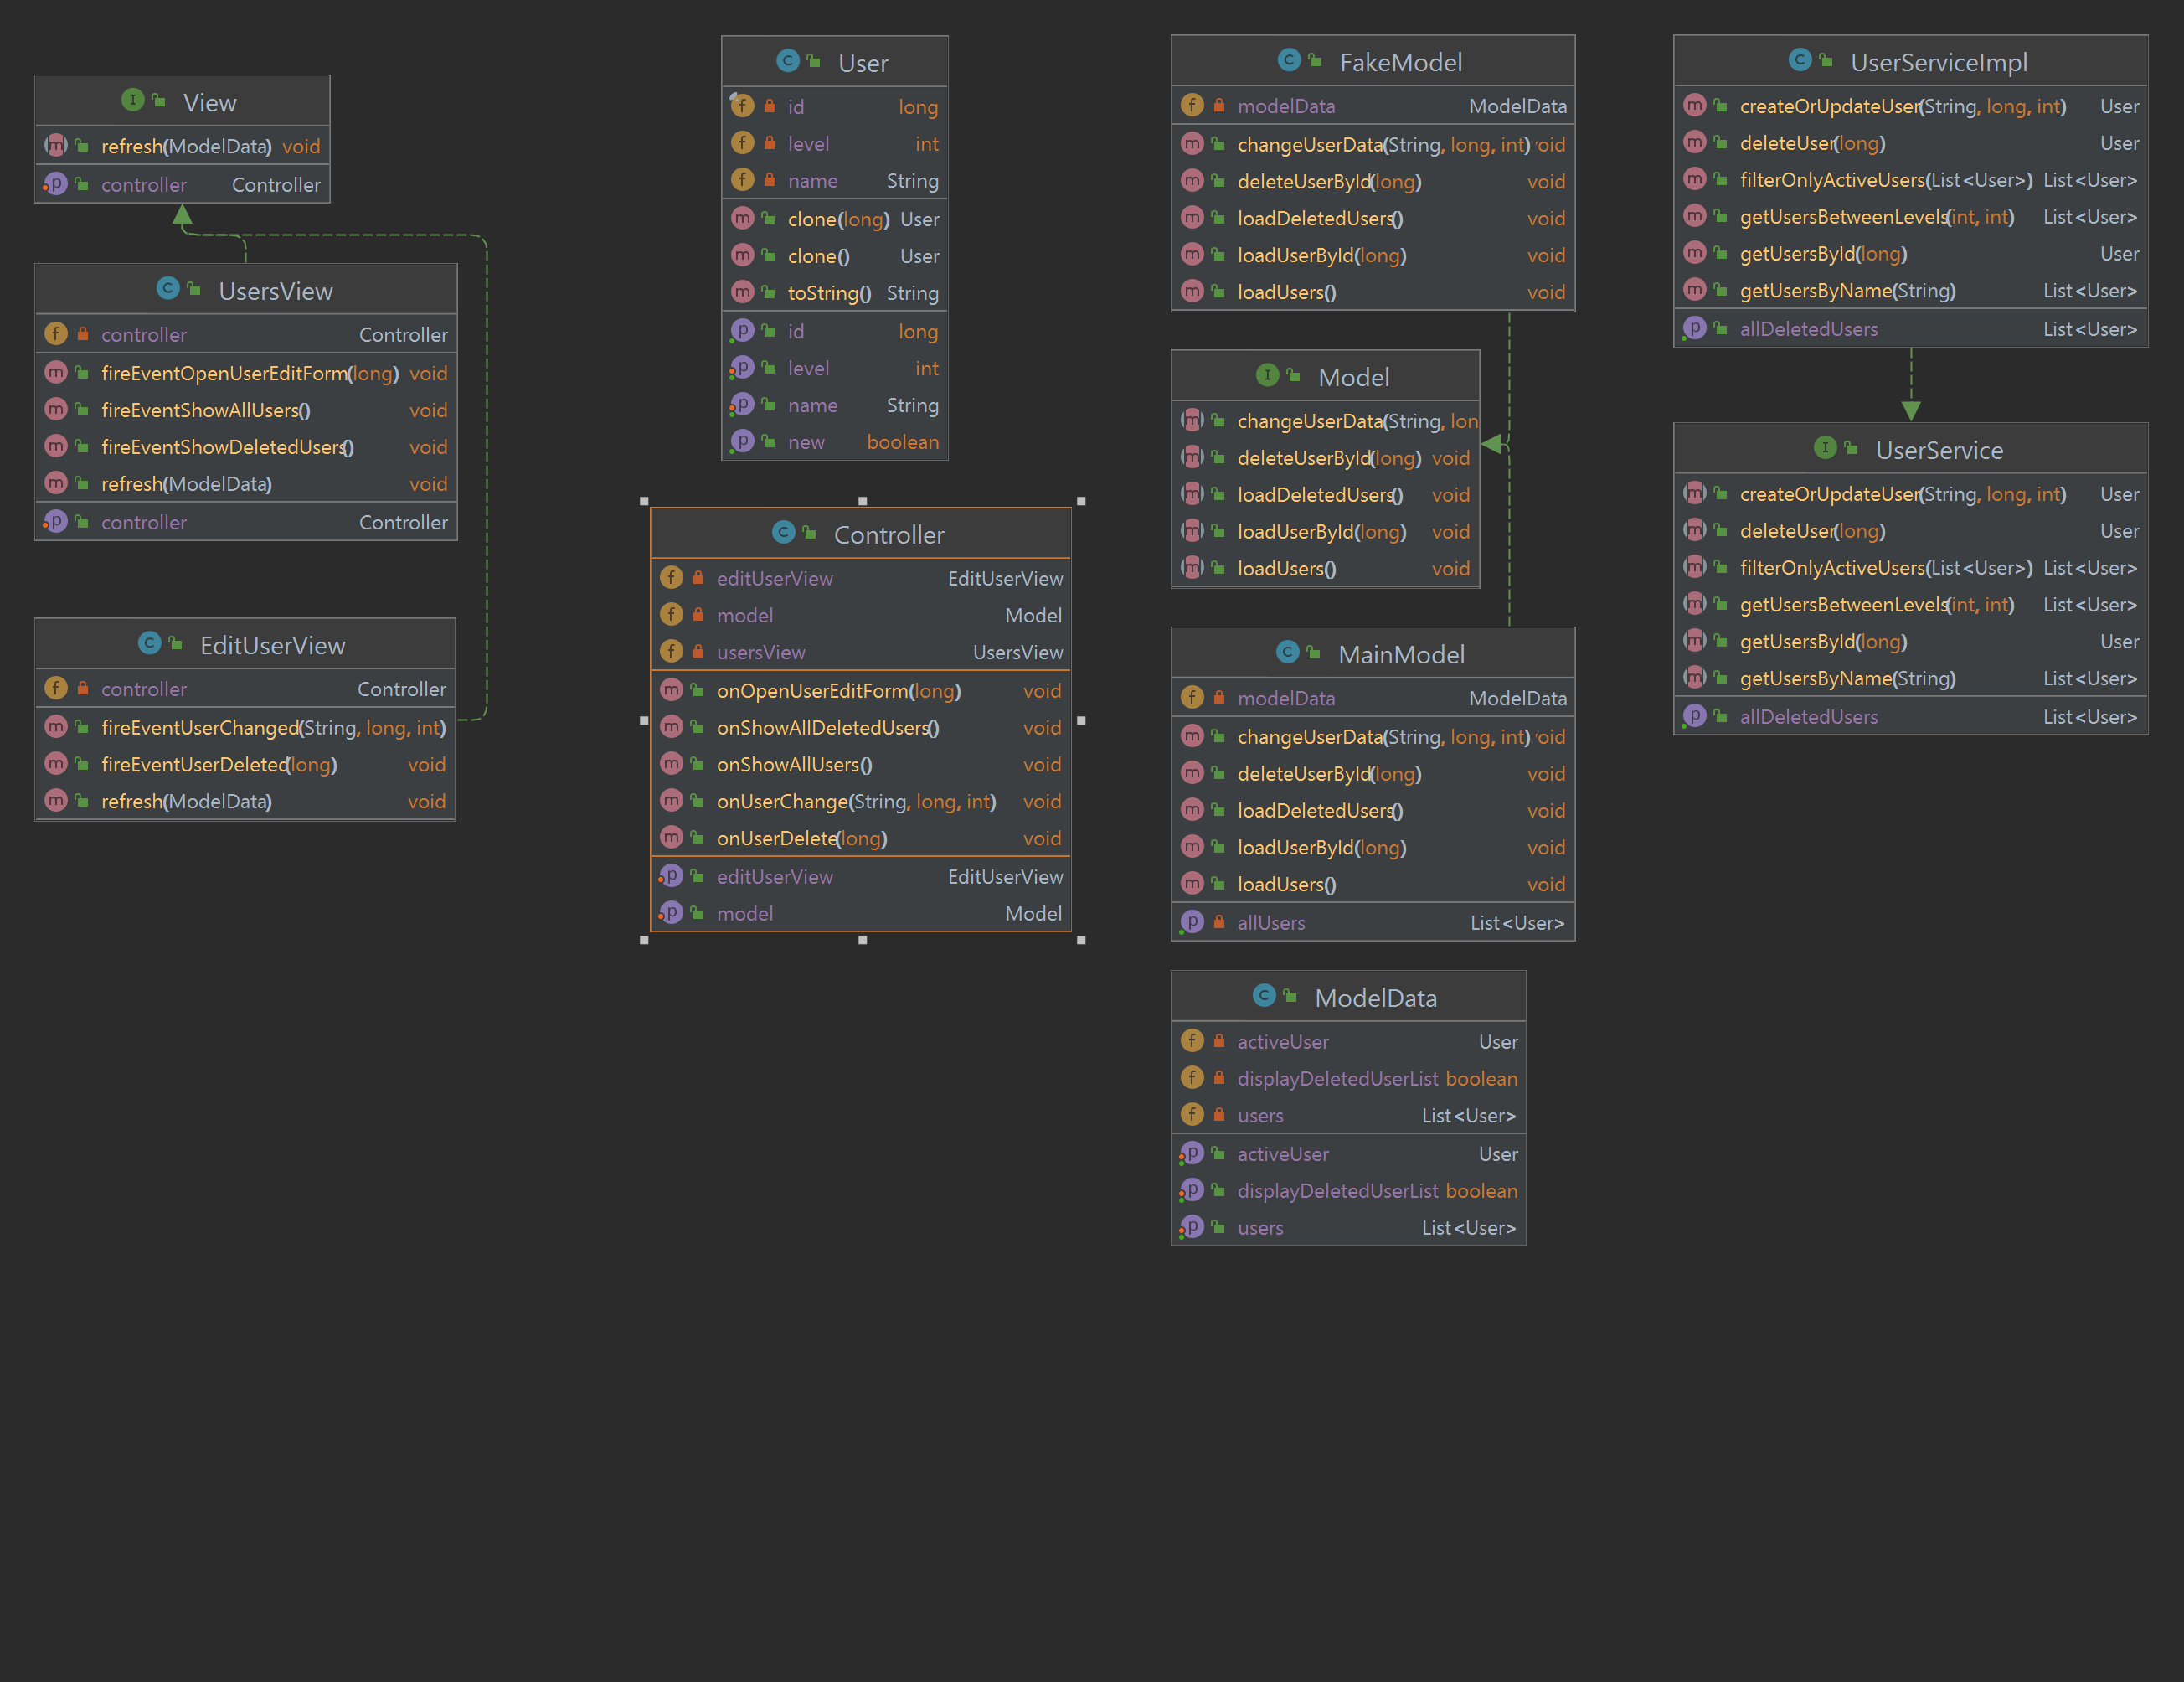 View
refresh(ModelData) void
controller Controller
UsersView
controller Controller
fireEventOpenUserEditForm(long) void
fireEventShowAllUsers() void
fireEventShowDeletedUsers() void
refresh(ModelData) void
controller Controller
EditUserView
controller Controller
fireEventUserChanged(String, long, int)
fireEventUserDeleted(long) void
refresh(ModelData) void
User
id long
level int
name String
clone(long) User
clone() User
toString() String
id long
level int
name String
new boolean
Controller
editUserView EditUserView
model Model
usersView UsersView
onOpenUserEditForm(long) void
onShowAllDeletedUsers() void
onShowAllUsers() void
onUserChange(String, long, int) void
onUserDelete(long) void
editUserView EditUserView
model Model
FakeModel
modelData ModelData
changeUserData(String, long, int) void
deleteUserById(long) void
loadDeletedUsers() void
loadUserById(long) void
loadUsers() void
Model
changeUserData(String, lon
deleteUserById(long) void
loadDeletedUsers() void
loadUserById(long) void
loadUsers() void
MainModel
modelData ModelData
changeUserData(String, long, int) void
deleteUserById(long) void
loadDeletedUsers() void
loadUserById(long) void
loadUsers() void
allUsers List<User>
ModelData
activeUser User
displayDeletedUserList boolean
users List<User>
activeUser User
displayDeletedUserList boolean
users List<User>
UserServiceImpl
createOrUpdateUser(String, long, int) User
deleteUser(long) User
filterOnlyActiveUsers(List<User>) List<User>
getUsersBetweenLevels(int, int) List<User>
getUsersById(long) User
getUsersByName(String) List<User>
allDeletedUsers List<User>
UserService
createOrUpdateUser(String, long, int) User
deleteUser(long) User
filterOnlyActiveUsers(List<User>) List<User>
getUsersBetweenLevels(int, int) List<User>
getUsersById(long) User
getUsersByName(String) List<User>
allDeletedUsers List<User>